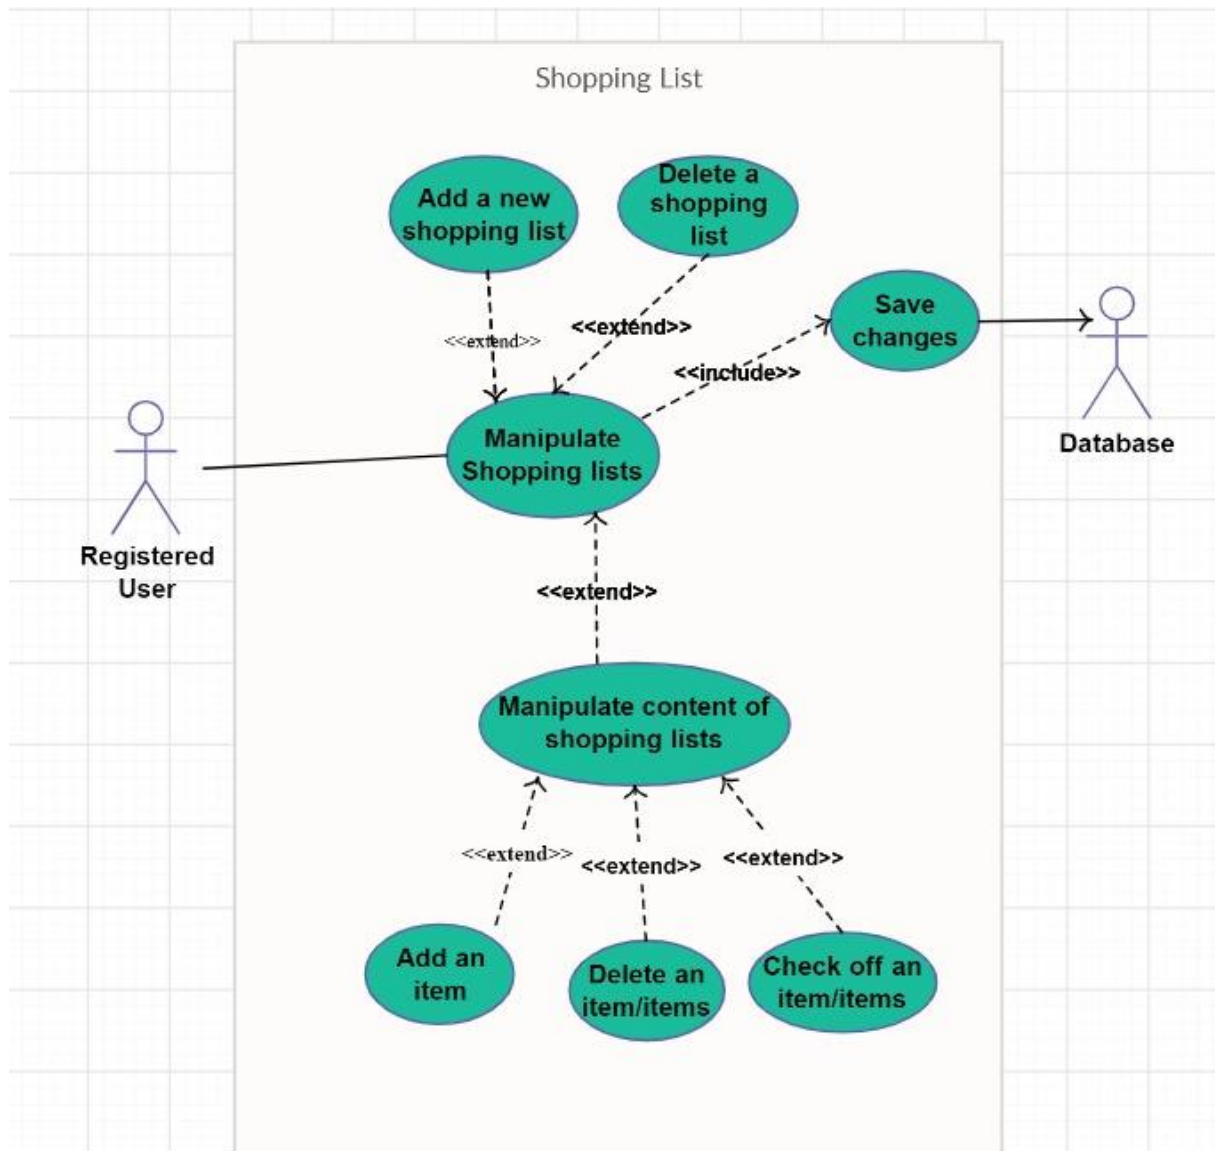 Shopping List
Add a new
shopping list
Delete a
shopping
list
<<extend>>
<<extend>>
Save
changes
<<include>>
Manipulate
Shopping lists
Database
Registered
User
<<extend>>
Manipulate content of
shopping lists
<<extend>>
<<extend>>
<<extend>>
Add an
item
Delete an
item/items
Check off an
item/items